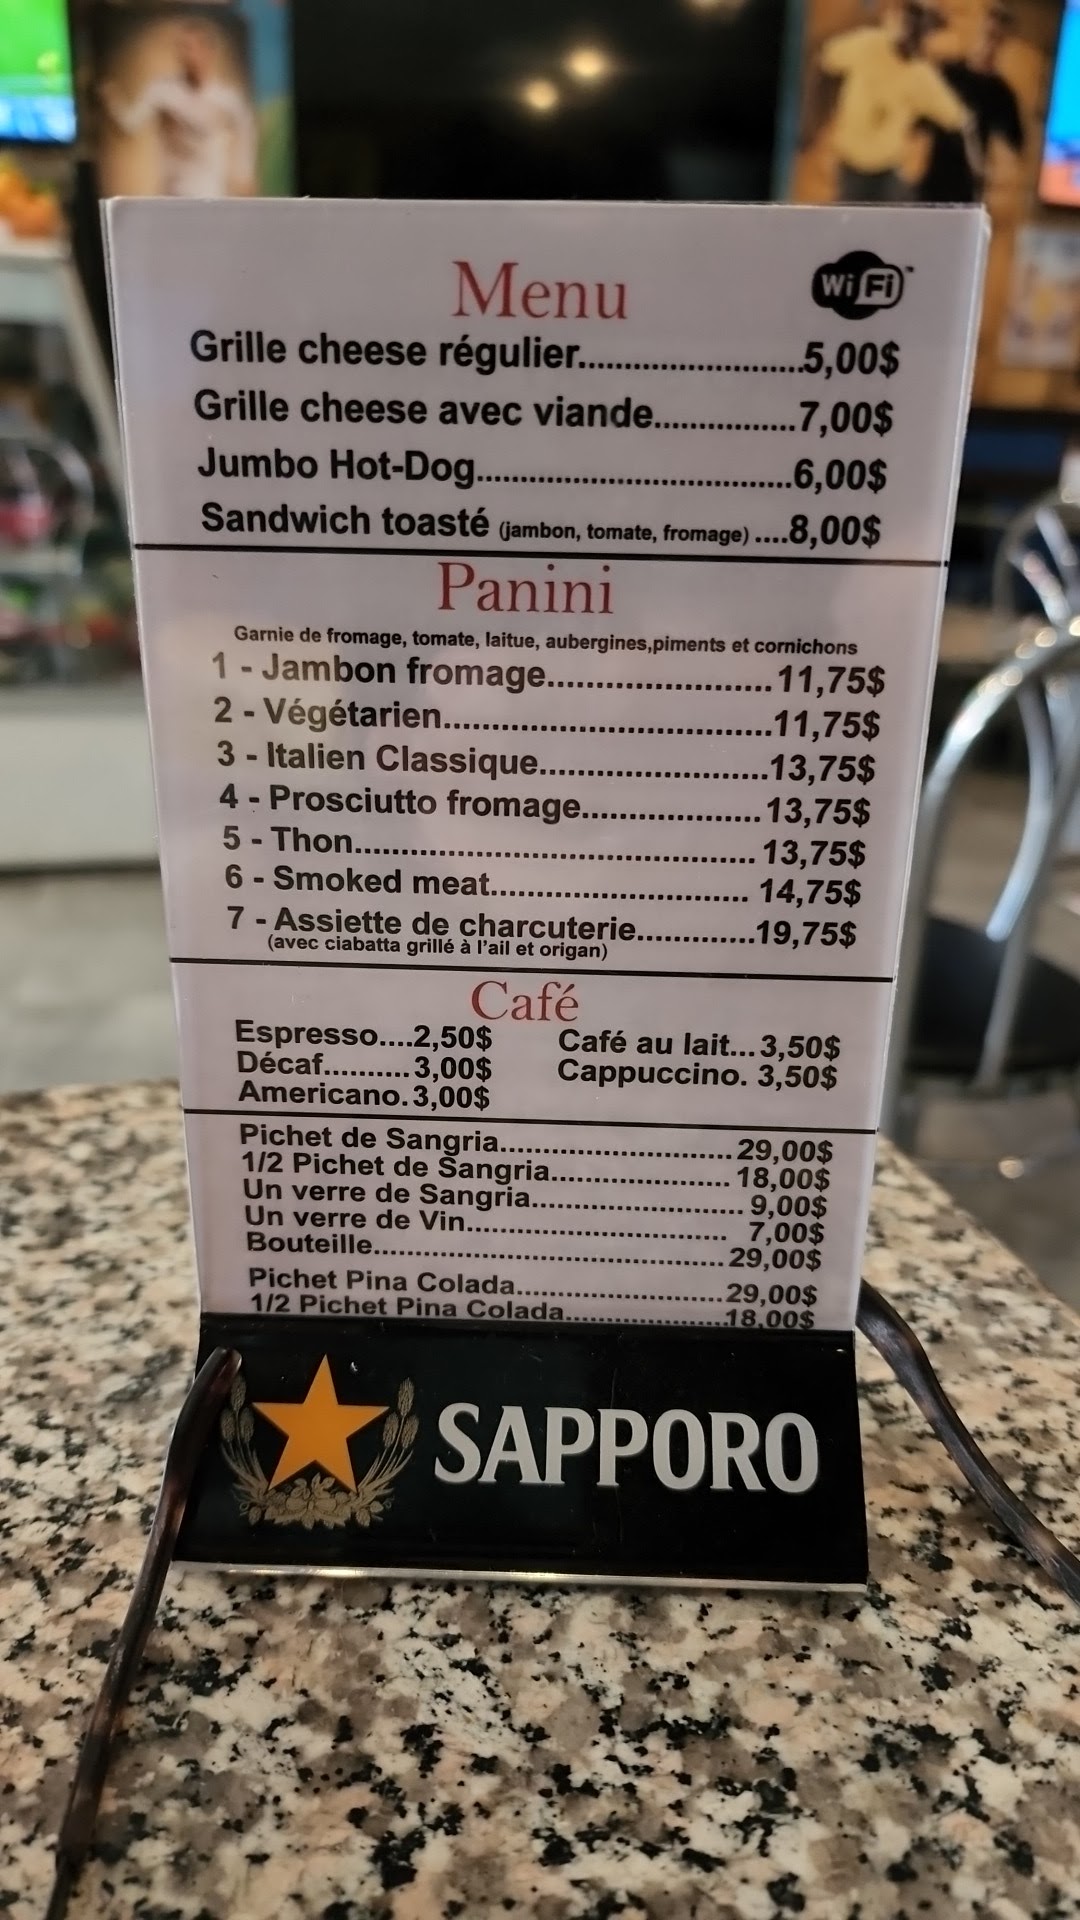 Menu
WiFi™
Grille cheese régulier........................5,00$
Grille cheese avec viande...............7,00$
Jumbo Hot-Dog..................................6,00$
Sandwich toasté (jambon, tomate, fromage) ....8,00$
Panini
Garnie de fromage, tomate, laitue, aubergines,piments et cornichons
1 - Jambon fromage........................11,75$
2 - Végétarien...................................11,75$
3 - Italien Classique........................13,75$
4 - Prosciutto fromage...................13,75$
5 - Thon.......................................... 13,75$
6 - Smoked meat........................... 14,75$
7 - Assiette de charcuterie.............19,75$
(avec ciabatta grillé à l'ail et origan)
Café
Espresso....2,50$ Café au lait... 3,50$
Décaf.......... 3,00$ Cappuccino. 3,50$
Americano. 3,00$
Pichet de Sangria..............................29,00$
1/2 Pichet de Sangria....................... 18,00$
Un verre de Sangria........................... 9,00$
Un verre de Vin................................. 7,00$
Bouteille.............................................29,00$
Pichet Pina Colada..........................29,00$
1/2 Pichet Pina Colada....................18,00$
SAPPORO